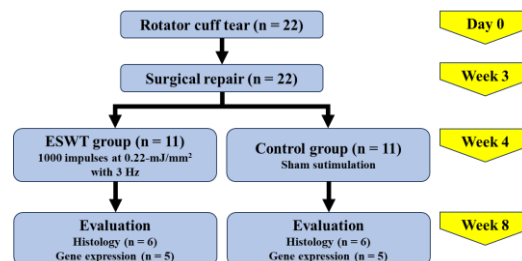 Rotator cuff tear (n = 22)
Day 0
Surgical repair (n = 22)
Week 3
ESWT group (n = 11)
1000 impulses at 0.22-mJ/mm²
with 3 Hz
Control group (n = 11)
Sham sutimulation
Week 4
Evaluation
Histology (n = 6)
Gene expression (n = 5)
Evaluation
Histology (n = 6)
Gene expression (n = 5)
Week 8